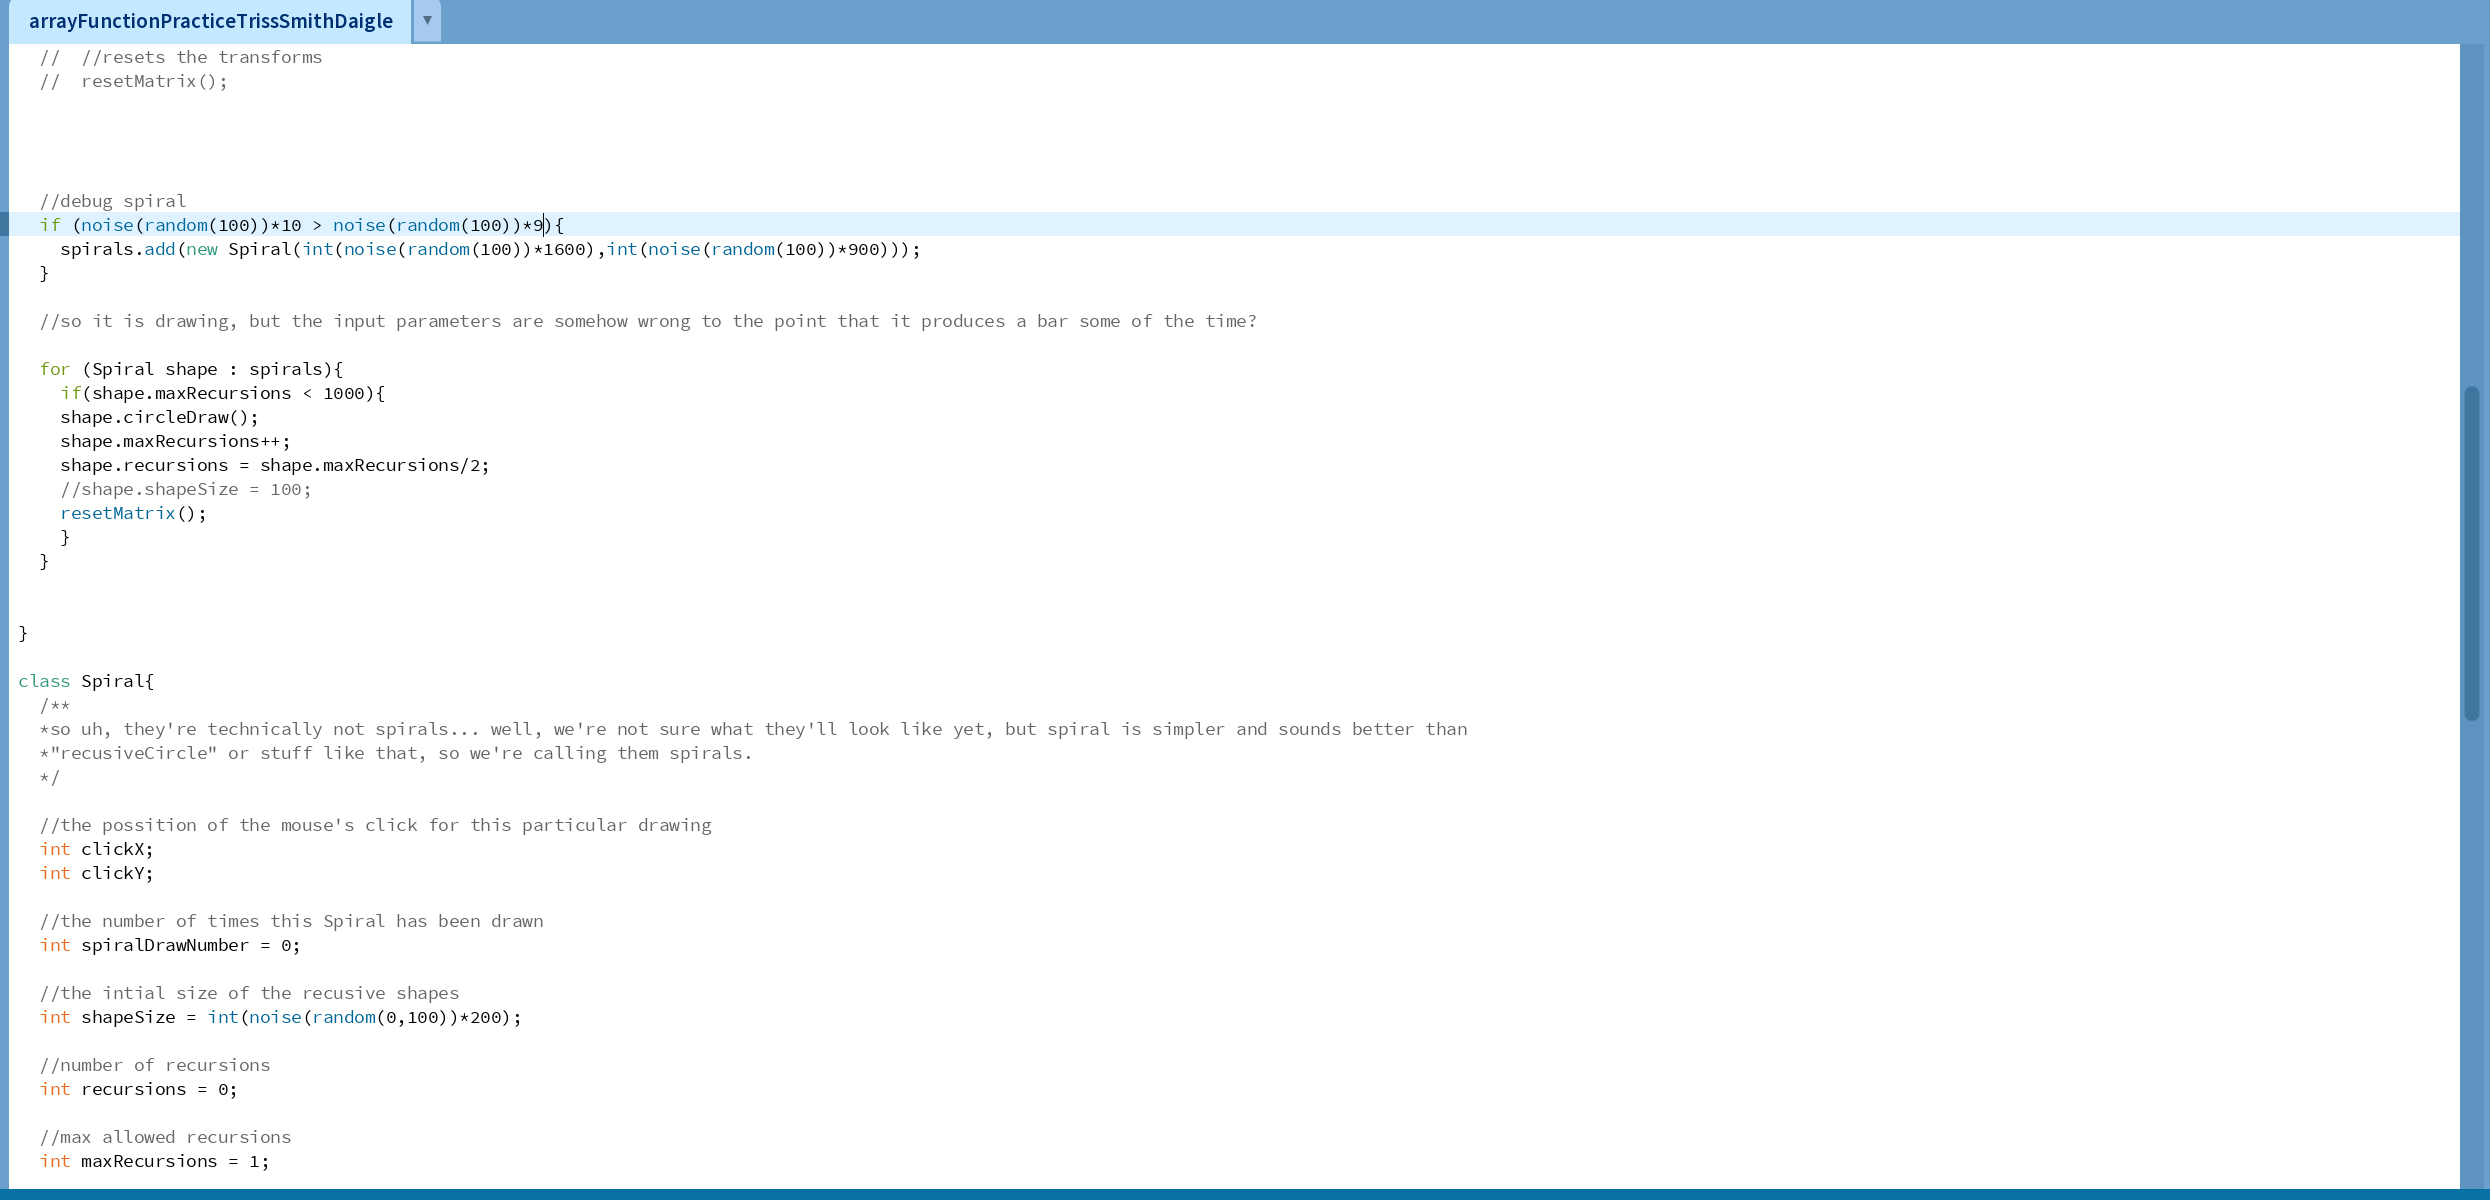 arrayFunctionPracticeTrissSmithDaigle ▼
//  //resets the transforms
//  resetMatrix();
//debug spiral
if (noise(random(100))*10 > noise(random(100))*9){
spirals.add(new Spiral(int(noise(random(100))*1600),int(noise(random(100))*900)));
}
//so it is drawing, but the input parameters are somehow wrong to the point that it produces a bar some of the time?
for (Spiral shape : spirals){
if(shape.maxRecursions < 1000){
shape.circleDraw();
shape.maxRecursions++;
shape.recursions = shape.maxRecursions/2;
//shape.shapeSize = 100;
resetMatrix();
}
}
}
class Spiral{
/**
*so uh, they're technically not spirals... well, we're not sure what they'll look like yet, but spiral is simpler and sounds better than
*"recusiveCircle" or stuff like that, so we're calling them spirals.
*/
//the possition of the mouse's click for this particular drawing
int clickX;
int clickY;
//the number of times this Spiral has been drawn
int spiralDrawNumber = 0;
//the intial size of the recusive shapes
int shapeSize = int(noise(random(0,100))*200);
//number of recursions
int recursions = 0;
//max allowed recursions
int maxRecursions = 1;